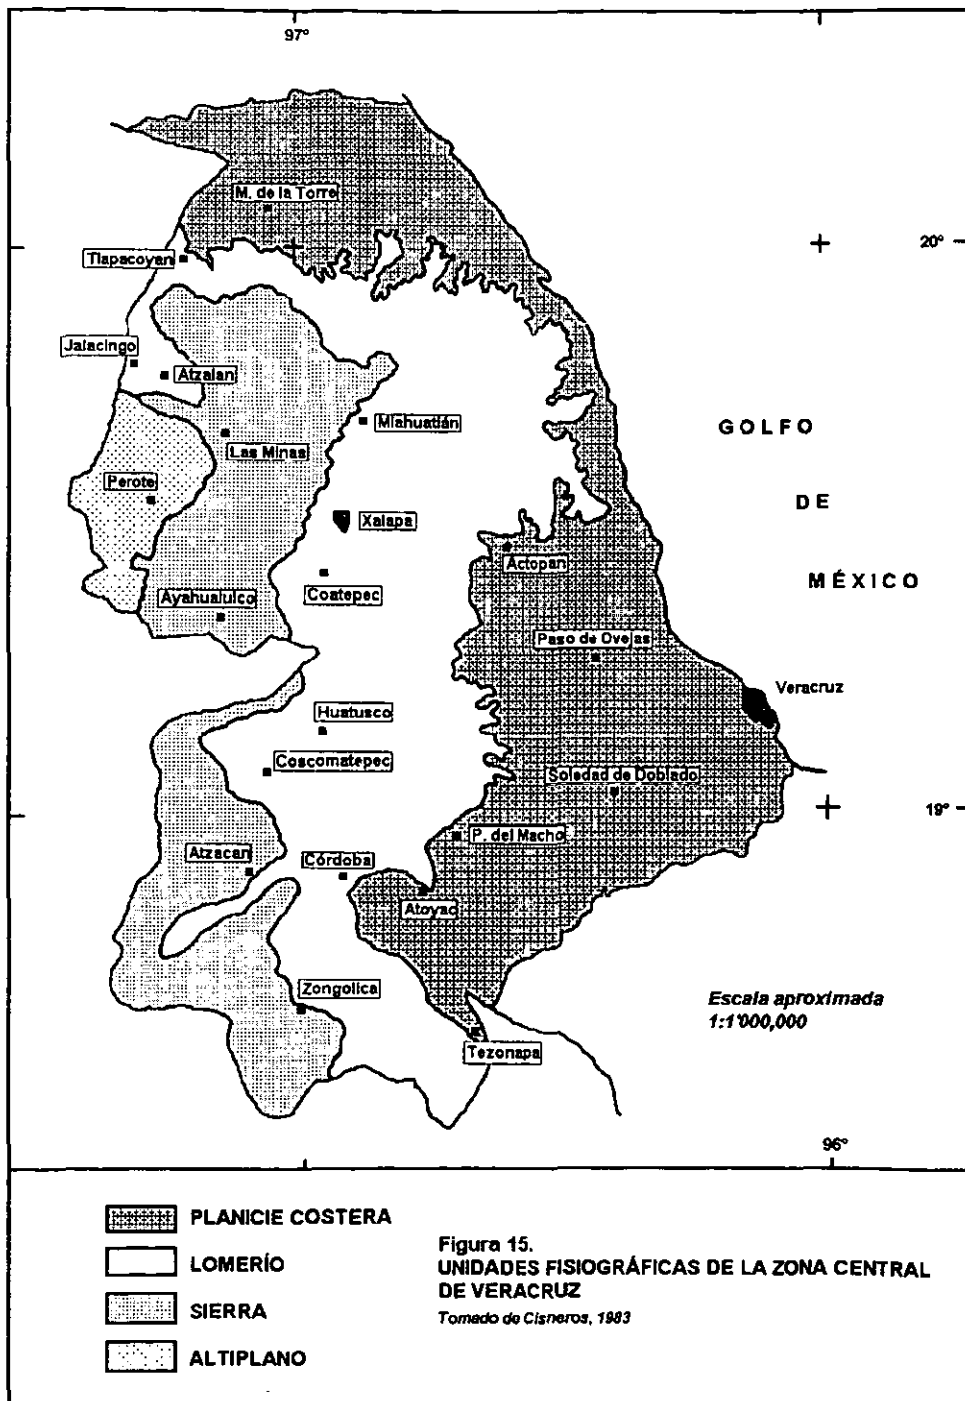 97°
M. de la Torre
20°
Tlapacoyan
Jalacingo
Atzalan
Miahuatlán
GOLFO
Las Minas
Perote
DE
Xalapa
Actopan
MÉXICO
Coatepec
Ayahualulco
Paso de Ovejas
Veracruz
Huatusco
Coscomatepec
Soledad de Doblado
19°
P. del Macho
Atzacan
Córdoba
Atoyac
Zongolica
Escala aproximada
1:1'000,000
Tezonapa
96°
PLANICIE COSTERA
LOMERÍO
SIERRA
ALTIPLANO
Figura 15.
UNIDADES FISIOGRÁFICAS DE LA ZONA CENTRAL
DE VERACRUZ
Tomado de Cisneros, 1983